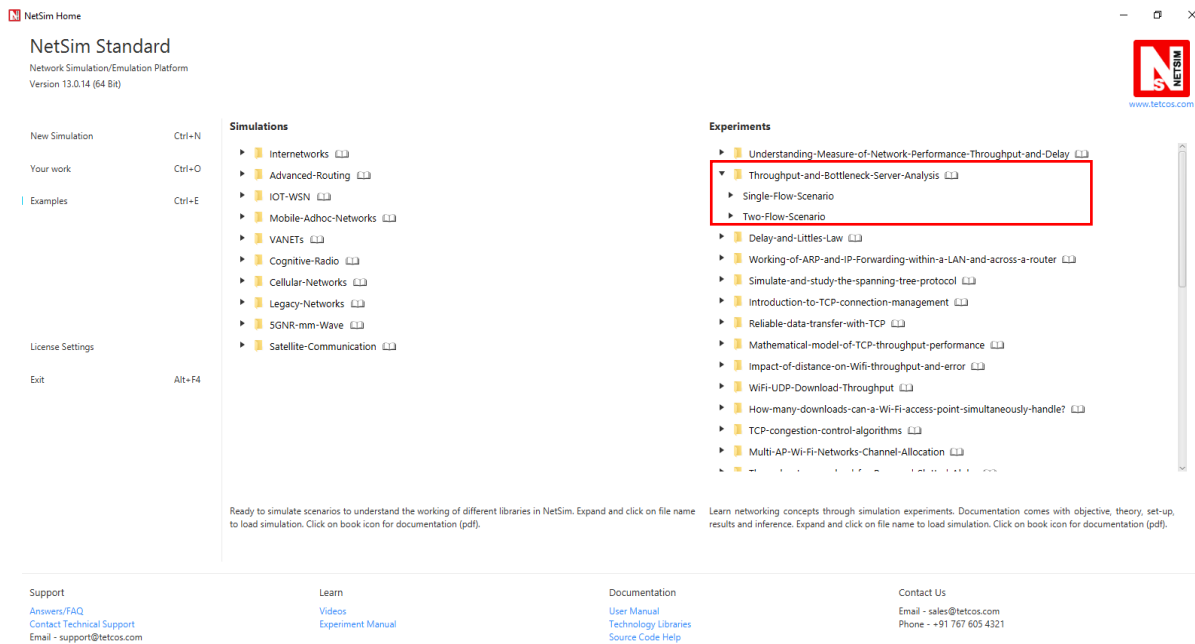 NetSim Home
NetSim Standard
Network Simulation/Emulation Platform
Version 13.0.14 (64 Bit)
NETSIM
www.tetcos.com
New Simulation Ctrl+N
Your work Ctrl+O
Examples Ctrl+E
License Settings
Exit Alt+F4
Simulations
Internetworks
Advanced-Routing
IOT-WSN
Mobile-Adhoc-Networks
VANETs
Cognitive-Radio
Cellular-Networks
Legacy-Networks
5GNR-mm-Wave
Satellite-Communication
Ready to simulate scenarios to understand the working of different libraries in NetSim. Expand and click on file name
to load simulation. Click on book icon for documentation (pdf).
Experiments
Understanding-Measure-of-Network-Performance-Throughput-and-Delay
Throughput-and-Bottleneck-Server-Analysis
Single-Flow-Scenario
Two-Flow-Scenario
Delay-and-Littles-Law
Working-of-ARP-and-IP-Forwarding-within-a-LAN-and-across-a-router
Simulate-and-study-the-spanning-tree-protocol
Introduction-to-TCP-connection-management
Reliable-data-transfer-with-TCP
Mathematical-model-of-TCP-throughput-performance
Impact-of-distance-on-Wifi-throughput-and-error
WiFi-UDP-Download-Throughput
How-many-downloads-can-a-Wi-Fi-access-point-simultaneously-handle?
TCP-congestion-control-algorithms
Multi-AP-Wi-Fi-Networks-Channel-Allocation
Learn networking concepts through simulation experiments. Documentation comes with objective, theory, set-up,
results and inference. Expand and click on file name to load simulation. Click on book icon for documentation (pdf).
Support
Answers/FAQ
Contact Technical Support
Email - support@tetcos.com
Learn
Videos
Experiment Manual
Documentation
User Manual
Technology Libraries
Source Code Help
Contact Us
Email - sales@tetcos.com
Phone - +91 767 605 4321